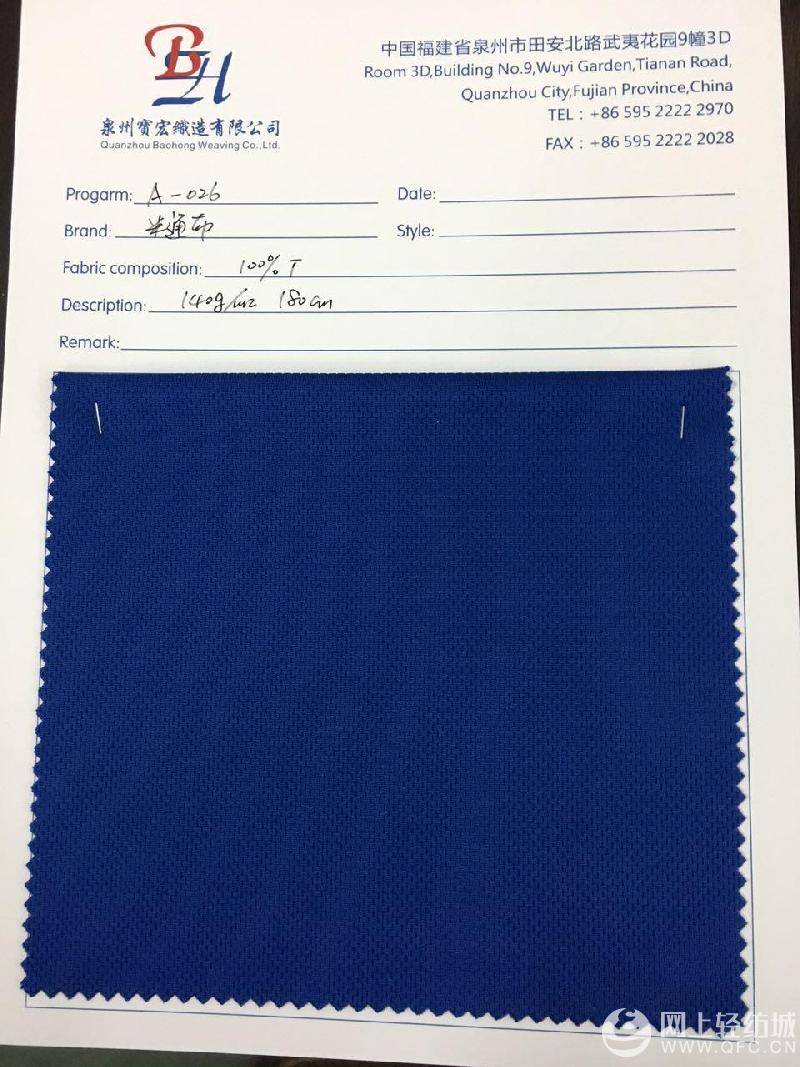 BH
泉州寶宏織造有限公司
Quanzhou Baohong Weaving Co.,Ltd.
中国福建省泉州市田安北路武夷花园9幢3D
Room 3D,Building No.9,Wuyi Garden,Tianan Road,
Quanzhou City,Fujian Province,China
TEL：+86 595 2222 2970
FAX：+86 595 2222 2028
Progarm: A-026
Date:
Brand: 半通布
Style:
Fabric composition: 100% T
Description: 140g/m2 180cm
Remark:
网上轻纺城
WWW.QFC.CN